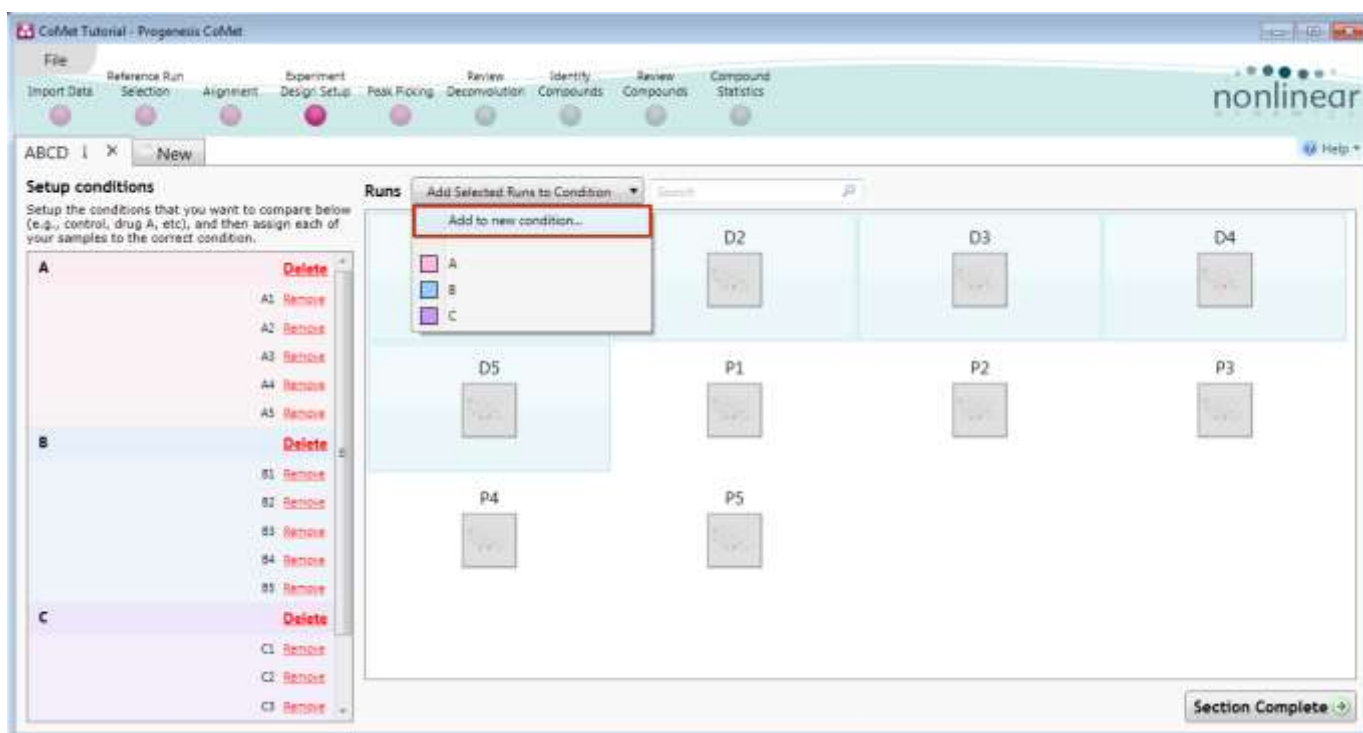 CoMet Tutorial - Progenesis CoMet
File
Import Data
Reference Run Selection
Alignment
Experiment Design Setup
Peak Picking
Review Deconvolution
Identify Compounds
Review Compounds
Compound Statistics
nonlinear
ABCD
New
Help
Setup conditions
Setup the conditions that you want to compare below
(e.g., control, drug A, etc), and then assign each of
your samples to the correct condition.
A Delete
A1 Remove
A2 Remove
A3 Remove
A4 Remove
A5 Remove
B Delete
B1 Remove
B2 Remove
B3 Remove
B4 Remove
B5 Remove
C Delete
C1 Remove
C2 Remove
C3 Remove
Runs Add Selected Runs to Condition Search
Add to new condition...
A
B
C
D2 D3 D4
D5 P1 P2 P3
P4 P5
Section Complete